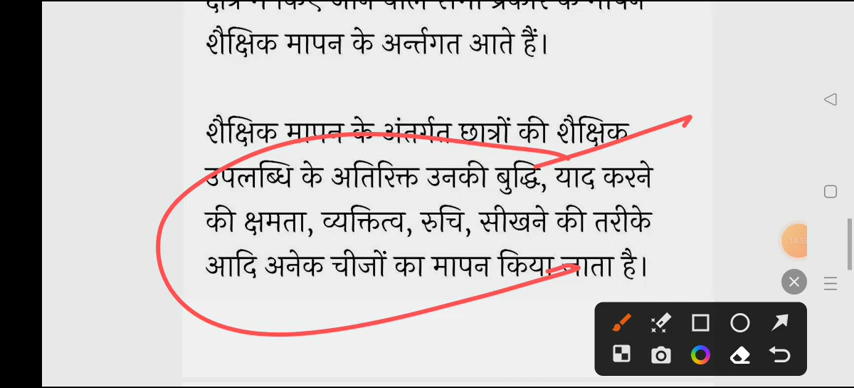 शैक्षिक मापन के अर्न्तगत आते हैं।
शैक्षिक मापन के अंतर्गत छात्रों की शैक्षिक
उपलब्धि के अतिरिक्त उनकी बुद्धि, याद करने
की क्षमता, व्यक्तित्व, रुचि, सीखने की तरीके
आदि अनेक चीजों का मापन किया जाता है।